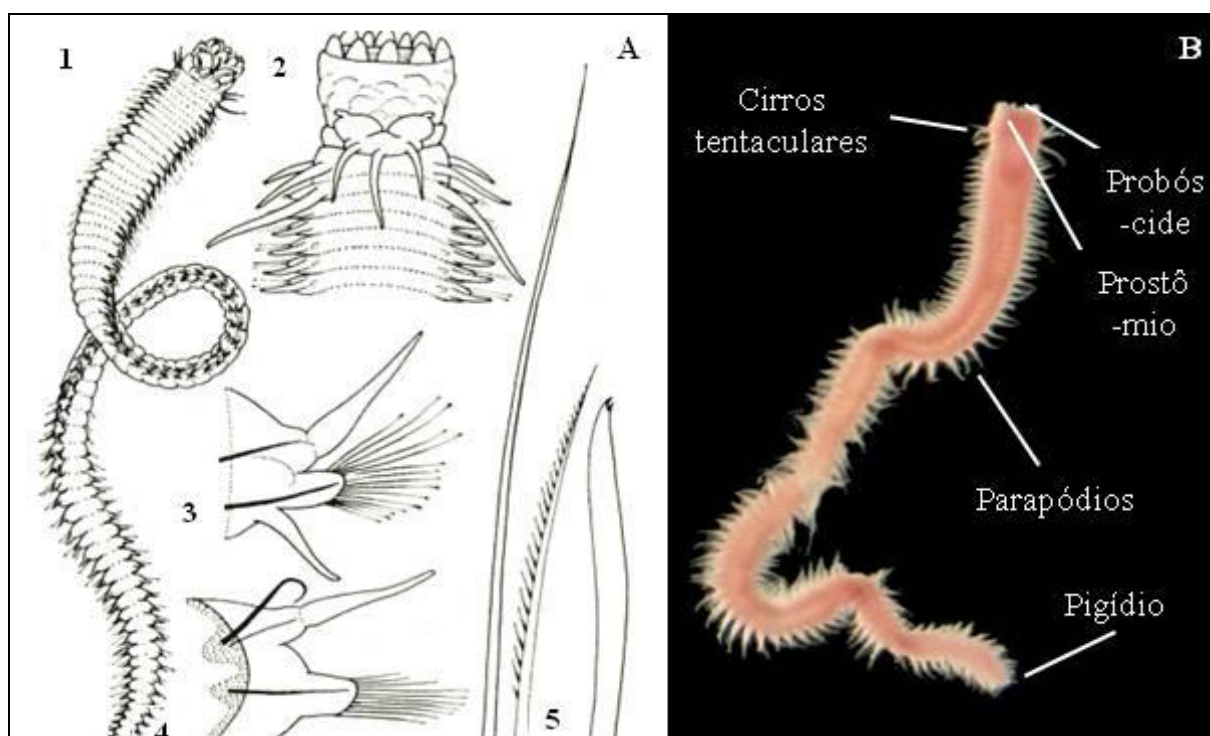 1
2
A
3
4
5
B
Cirros
tentaculares
Probós
-cide
Prostô
-mio
Parapódios
Pigídio